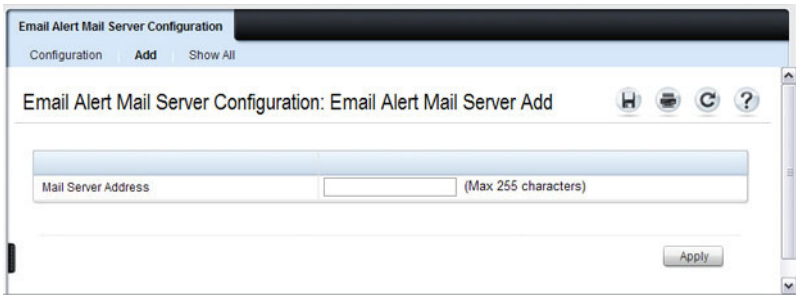 Email Alert Mail Server Configuration
Configuration Add Show All
Email Alert Mail Server Configuration: Email Alert Mail Server Add
Mail Server Address (Max 255 characters)
Apply